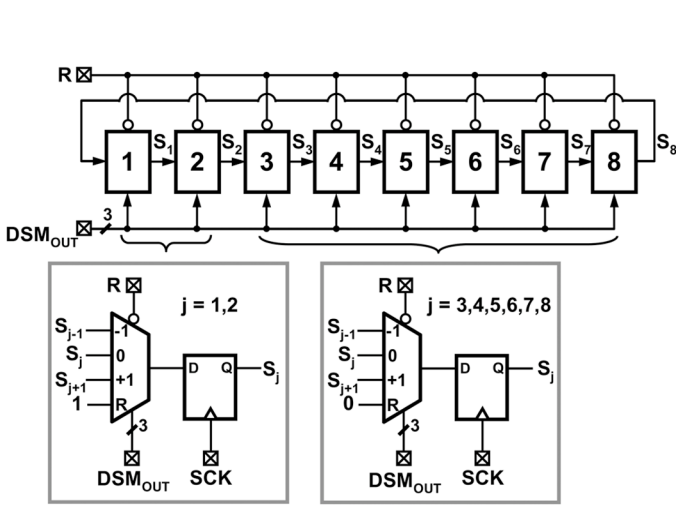 R
S1 S2 S3 S4 S5 S6 S7 S8
1 2 3 4 5 6 7 8
3
DSMOUT
R
j = 1,2
Sj-1 -1
Sj 0
D Q Sj
Sj+1 +1
1 R
3
DSMOUT SCK
R
j = 3,4,5,6,7,8
Sj-1 -1
Sj 0
D Q Sj
Sj+1 +1
0 R
3
DSMOUT SCK